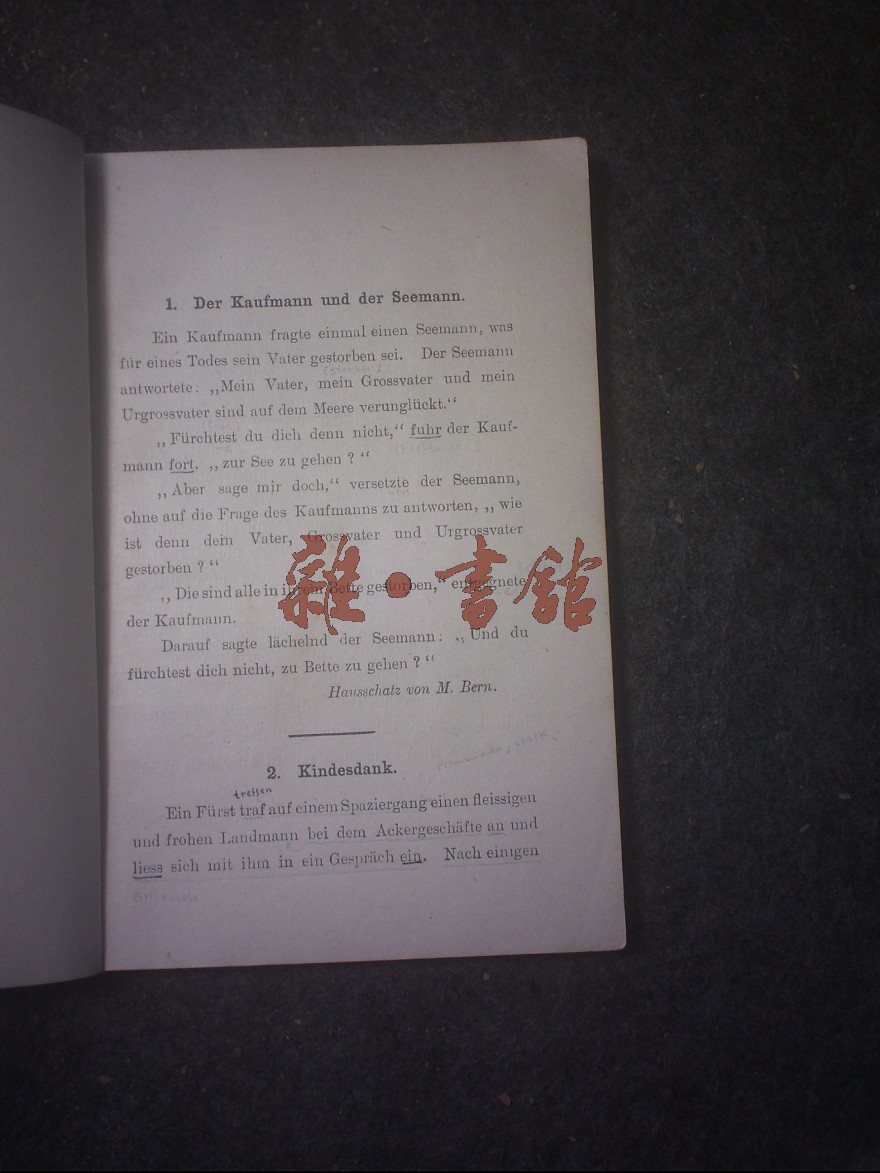 1. Der Kaufmann und der Seemann.
Ein Kaufmann fragte einmal einen Seemann, was
für eines Todes sein Vater gestorben sei. Der Seemann
antwortete: „Mein Vater, mein Grossvater und mein
Urgrossvater sind auf dem Meere verunglückt.“
„Fürchtest du dich denn nicht,“ fuhr der Kauf-
mann fort, „zur See zu gehen?“
„Aber sage mir doch,“ versetzte der Seemann,
ohne auf die Frage des Kaufmanns zu antworten, „wie
ist denn dein Vater, Grossvater und Urgrossvater
gestorben?“
„Die sind alle in ihrem Bette gestorben,“ entgegnete
der Kaufmann.
雜·書館
Darauf sagte lächelnd der Seemann: „Und du
fürchtest dich nicht, zu Bette zu gehen?“
Hausschatz von M. Bern.
2. Kindesdank.
treffen
Ein Fürst traf auf einem Spaziergang einen fleissigen
und frohen Landmann bei dem Ackergeschäfte an und
liess sich mit ihm in ein Gespräch ein. Nach einigen